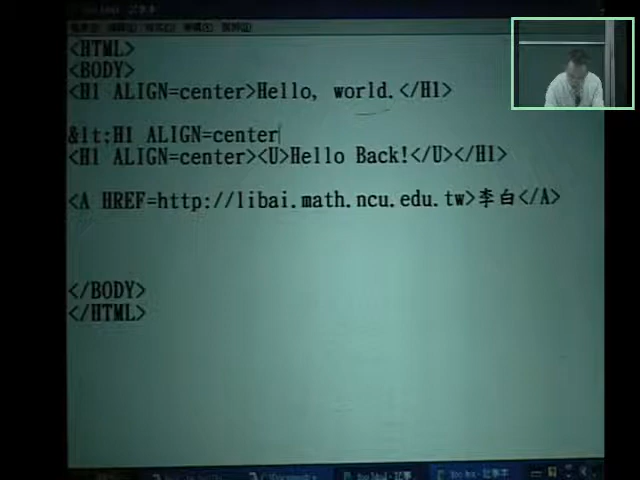 <HTML>
<BODY>
<H1 ALIGN=center>Hello, world.</H1>
&lt;H1 ALIGN=center
<H1 ALIGN=center><U>Hello Back!</U></H1>
<A HREF=http://libai.math.ncu.edu.tw>李白</A>
</BODY>
</HTML>